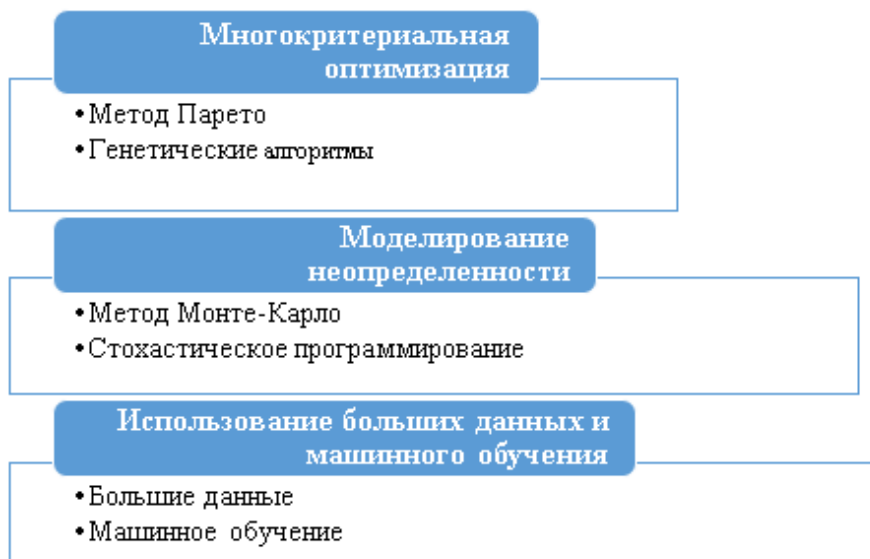 Многокритериальная
оптимизация
•Метод Парето
•Генетические алгоритмы
Моделирование
неопределенности
•Метод Монте-Карло
•Стохастическое программирование
Использование больших данных и
машинного обучения
•Большие данные
•Машинное обучение